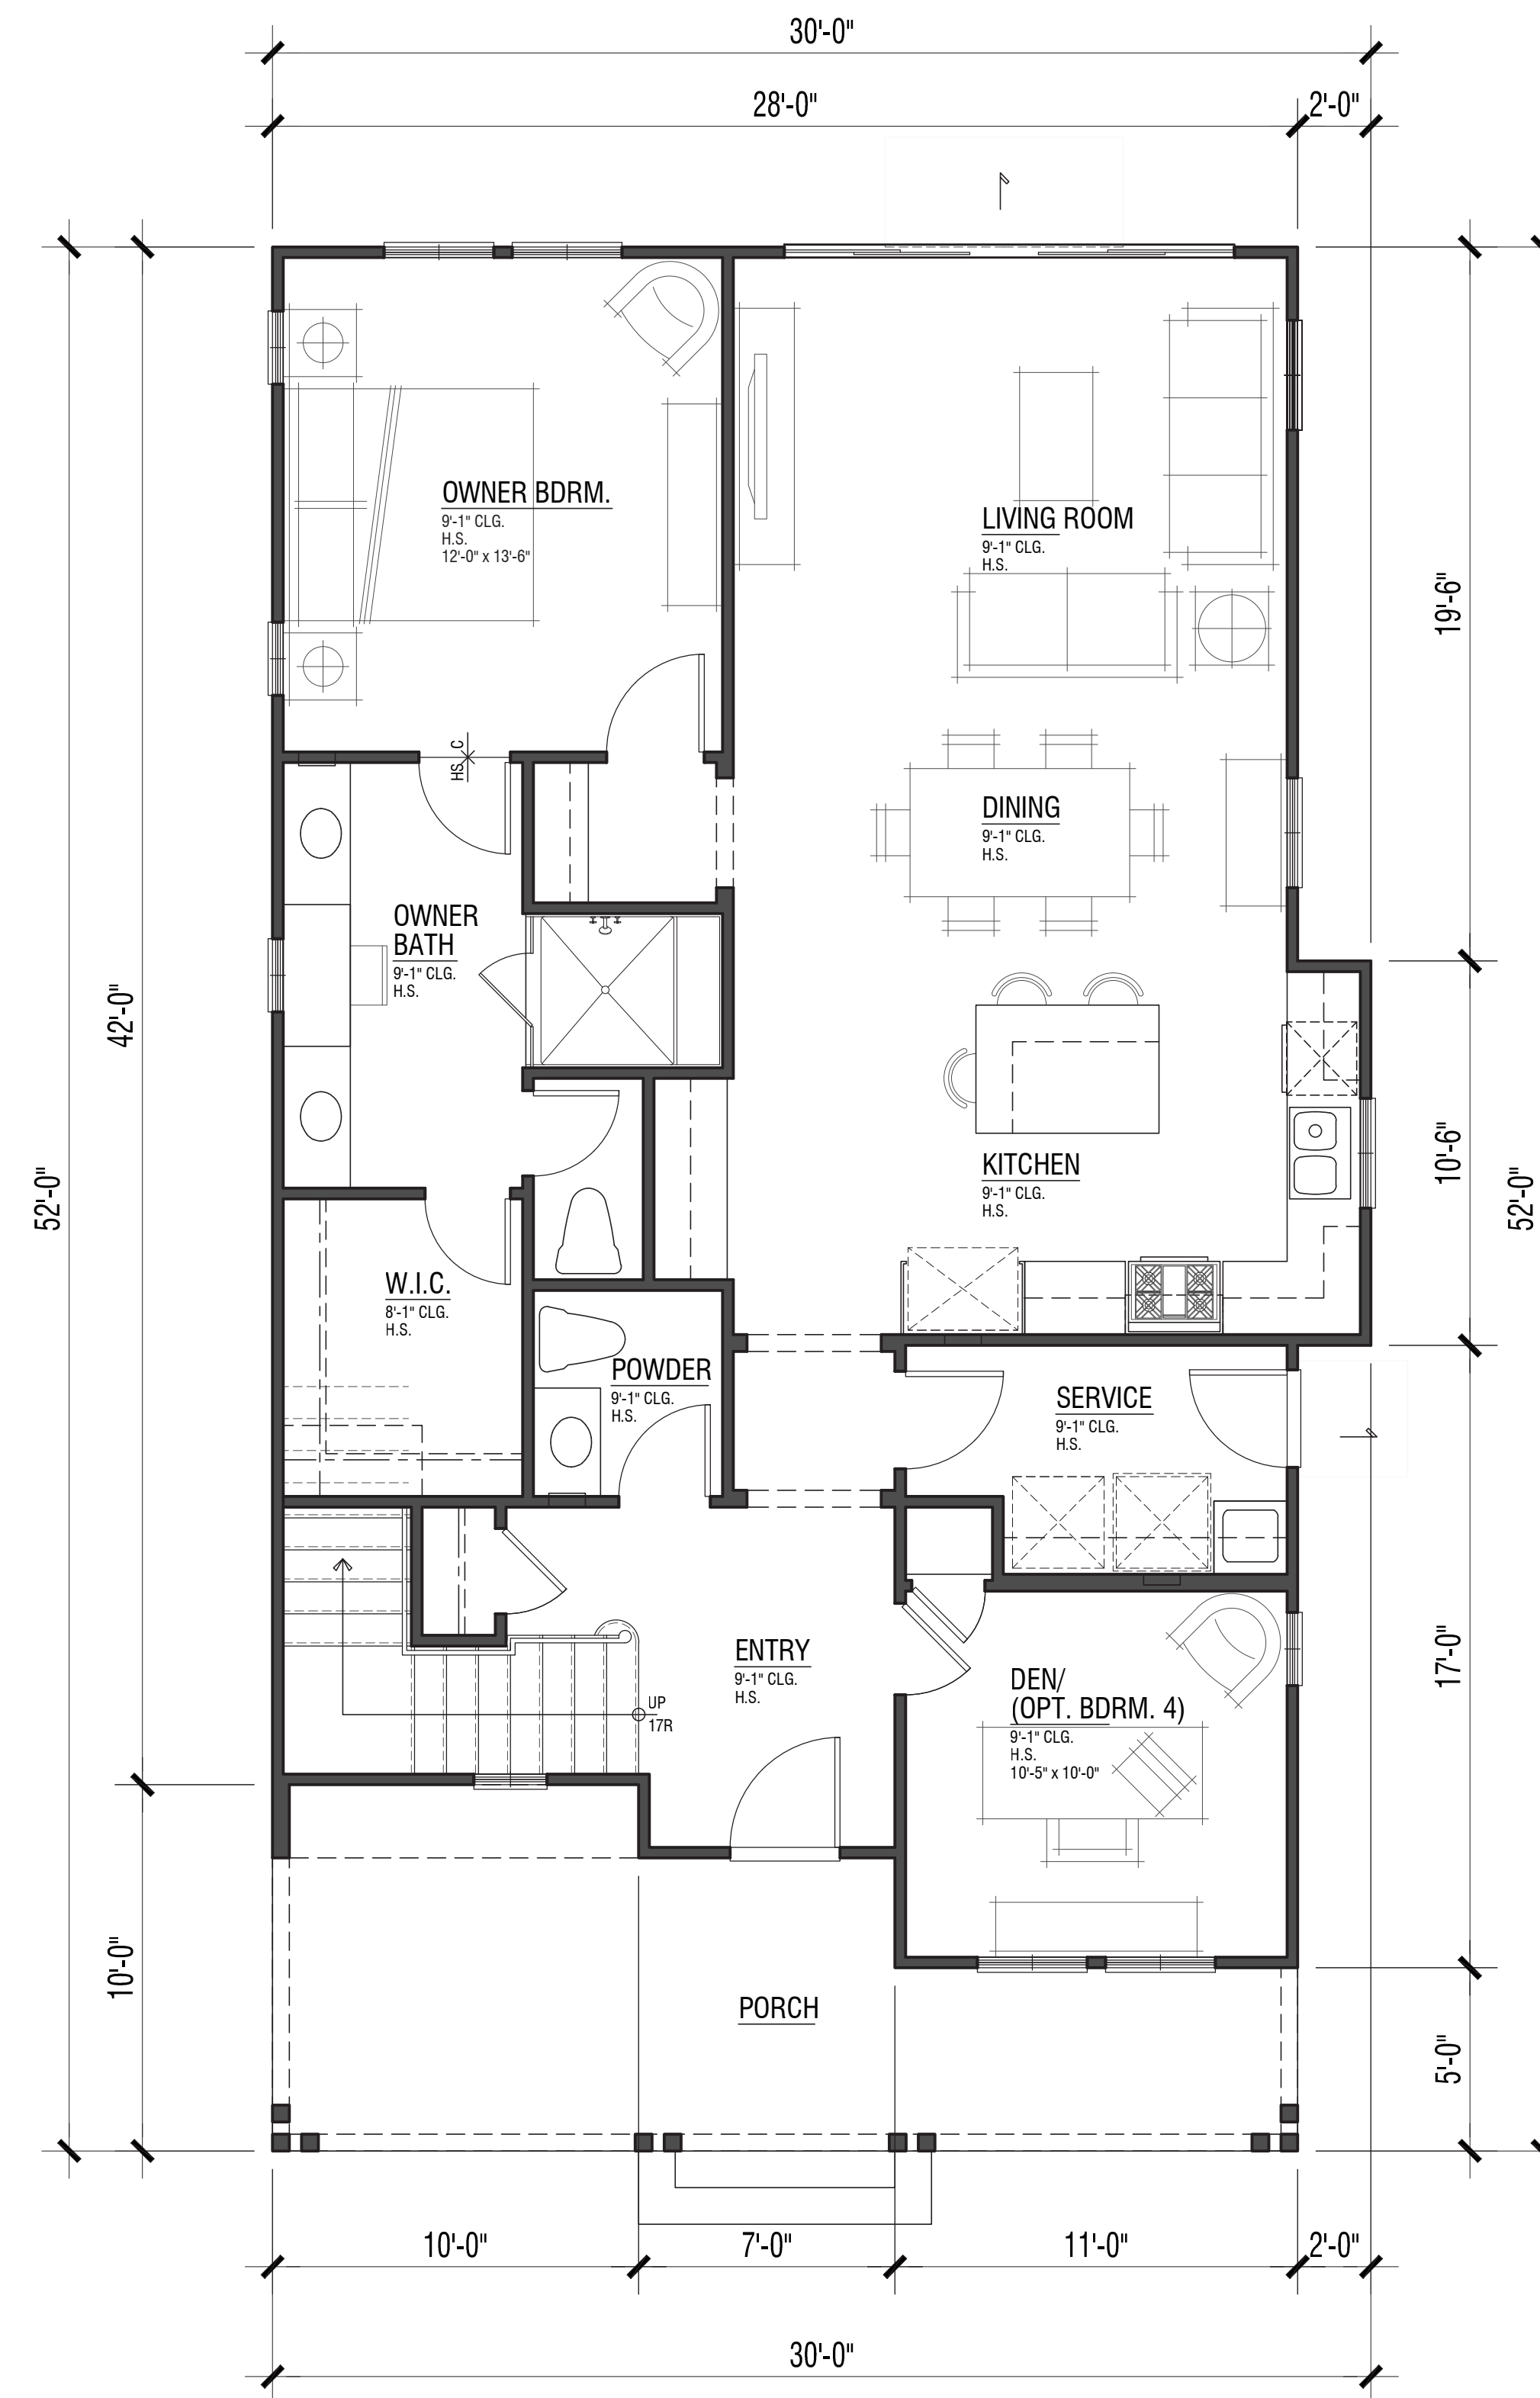 30'-0"
28'-0"
2'-0"
OWNER BDRM.
9'-1" CLG.
H.S.
12'-0" x 13'-6"
LIVING ROOM
9'-1" CLG.
H.S.
19'-6"
HS
C
DINING
9'-1" CLG.
H.S.
OWNER
BATH
9'-1" CLG.
H.S.
42'-0"
52'-0"
KITCHEN
9'-1" CLG.
H.S.
10'-6"
52'-0"
W.I.C.
8'-1" CLG.
H.S.
POWDER
9'-1" CLG.
H.S.
SERVICE
9'-1" CLG.
H.S.
ENTRY
9'-1" CLG.
H.S.
UP
17R
DEN/
(OPT. BDRM. 4)
9'-1" CLG.
H.S.
10'-5" x 10'-0"
17'-0"
10'-0"
PORCH
5'-0"
10'-0"
7'-0"
11'-0"
2'-0"
30'-0"